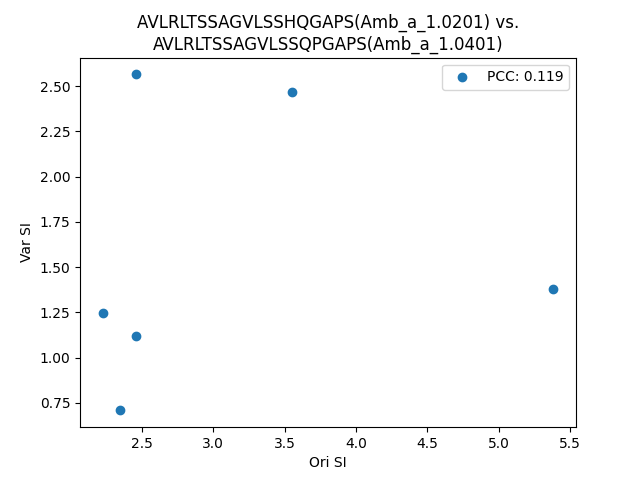 AVLRLTSSAGVLSSHQGAPS(Amb_a_1.0201) vs.
AVLRLTSSAGVLSSQPGAPS(Amb_a_1.0401)
PCC: 0.119
2.50
2.25
2.00
1.75
1.50
1.25
1.00
0.75
Var SI
2.5 3.0 3.5 4.0 4.5 5.0 5.5
Ori SI